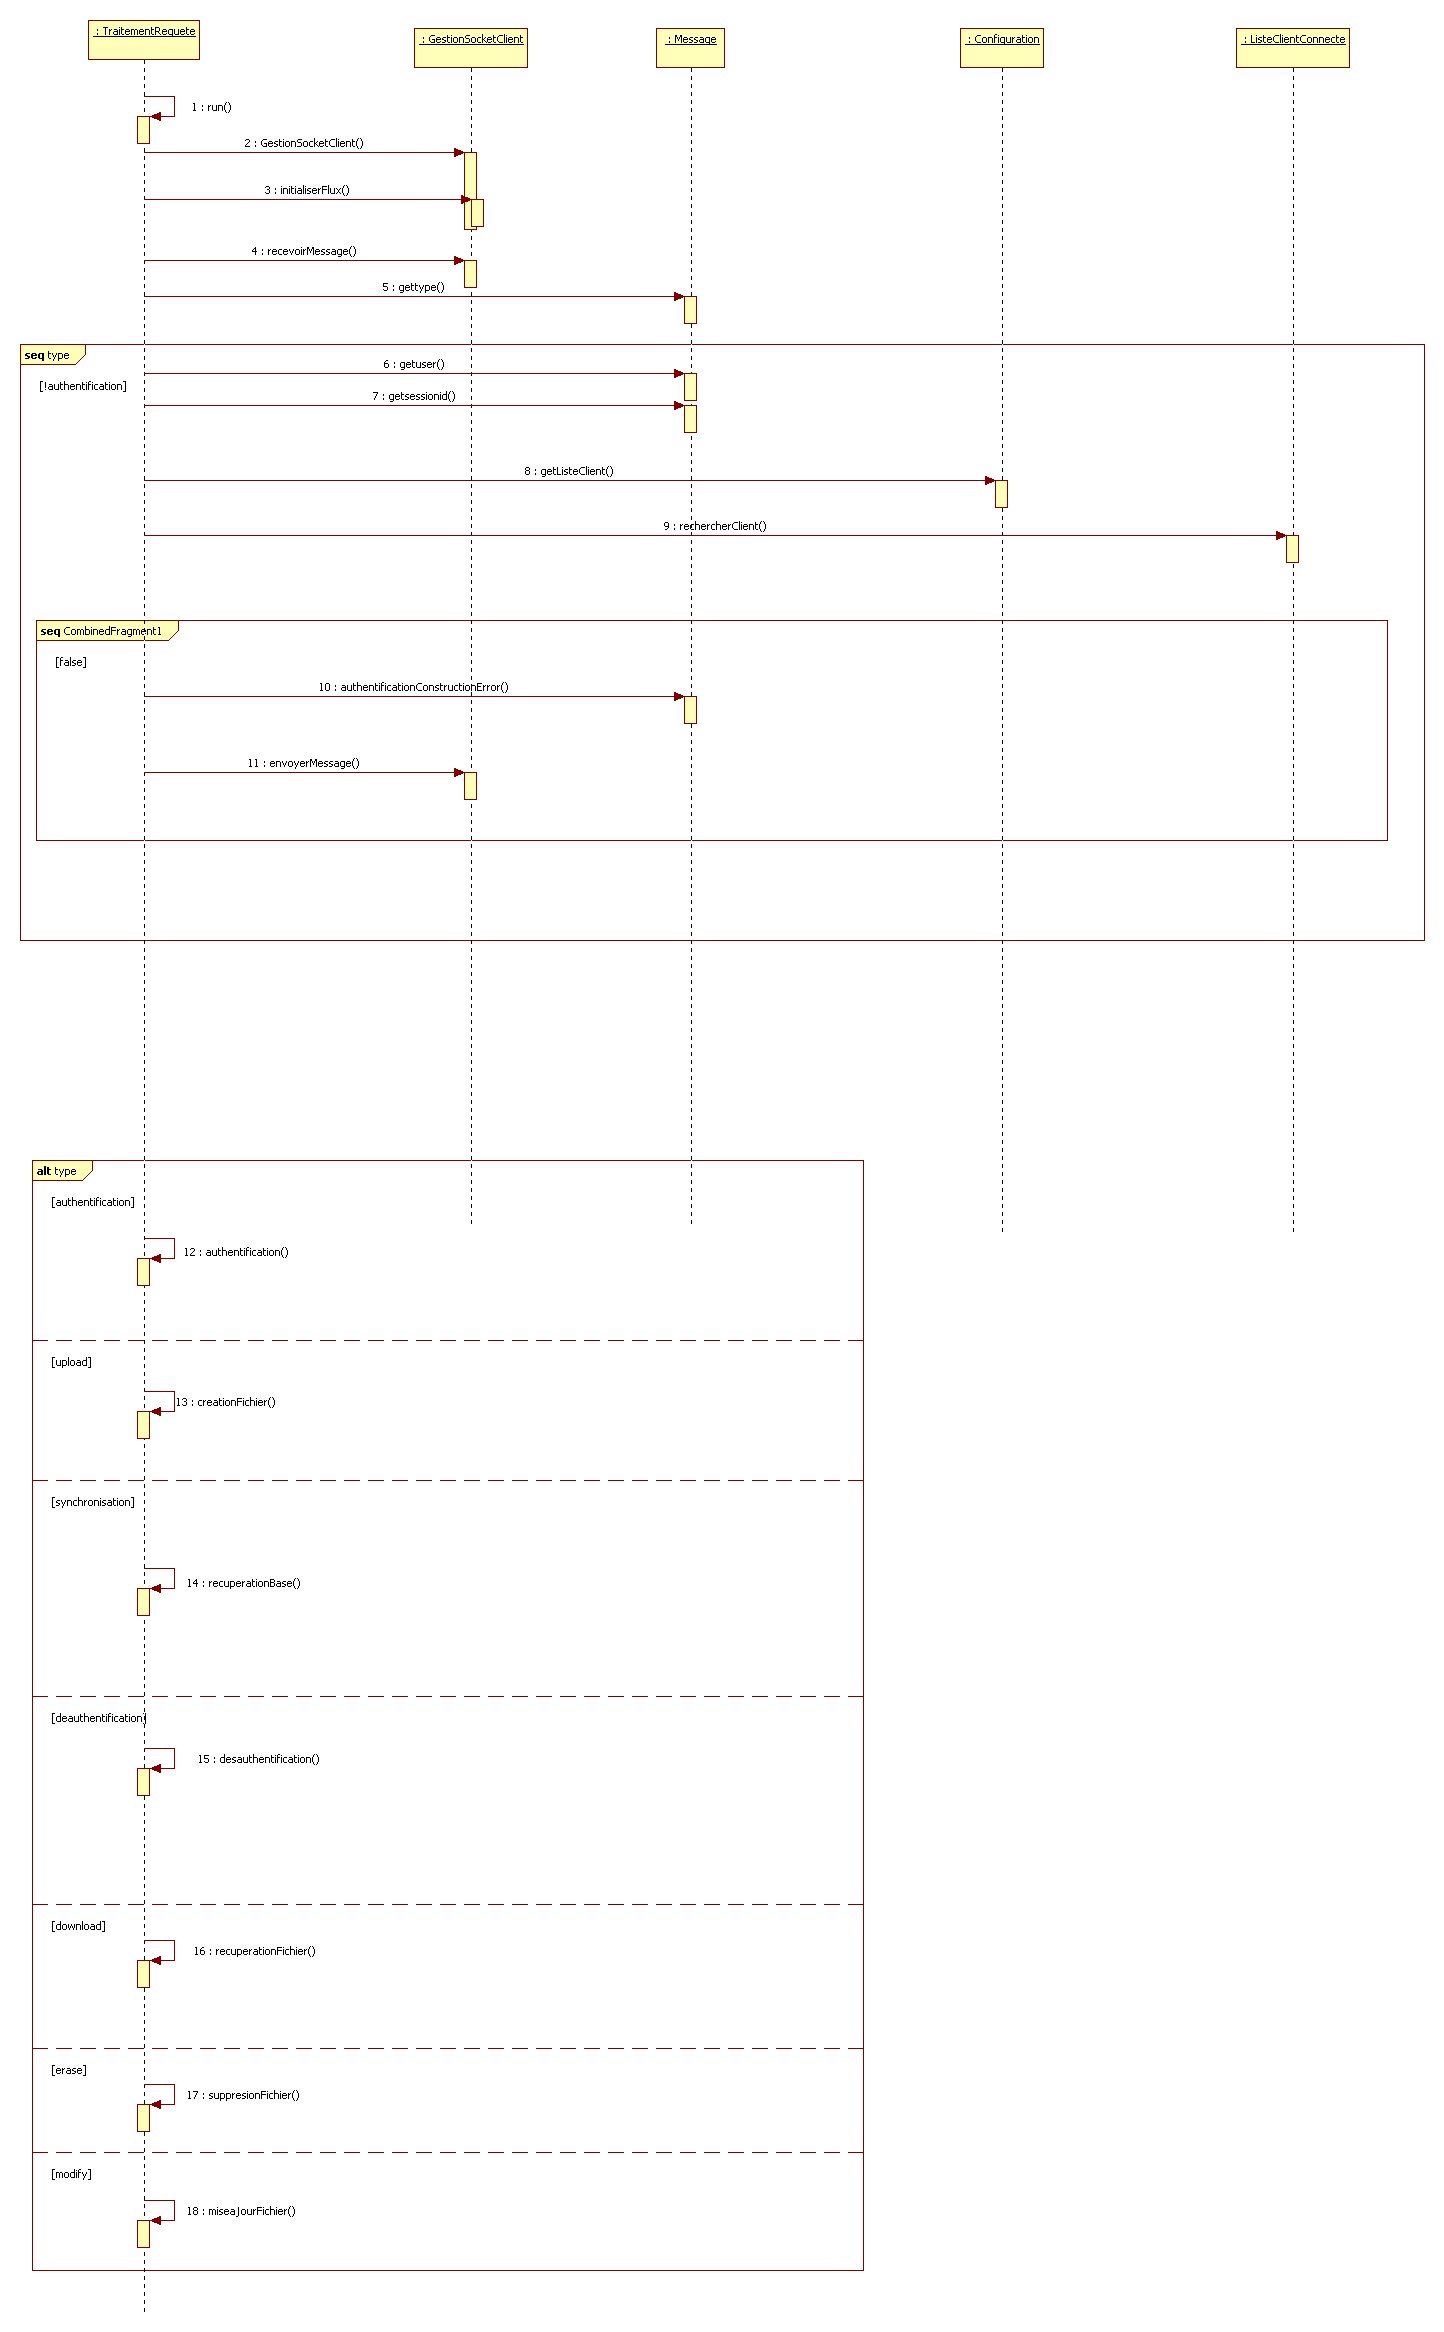 : TraitementRequete
: GestionSocketClient
: Message
: Configuration
: ListeClientConnecte
1 : run()
2 : GestionSocketClient()
3 : initialiserFlux()
4 : recevoirMessage()
5 : gettype()
seq type
6 : getuser()
[!authentification]
7 : getsessionid()
8 : getListeClient()
9 : rechercherClient()
seq CombinedFragment1
[false]
10 : authentificationConstructionError()
11 : envoyerMessage()
alt type
[authentification]
12 : authentification()
[upload]
13 : creationFichier()
[synchronisation]
14 : recuperationBase()
[deauthentification]
15 : desauthentification()
[download]
16 : recuperationFichier()
[erase]
17 : suppresionFichier()
[modify]
18 : miseaJourFichier()